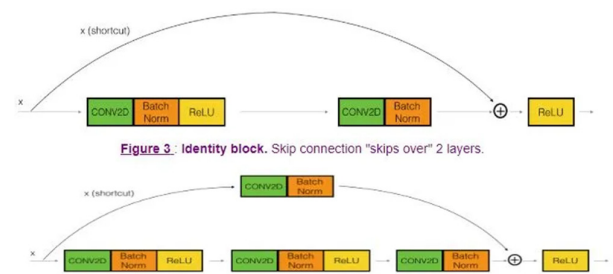 x (shortcut)
x
CONV2D Batch Norm ReLU CONV2D Batch Norm + ReLU
Figure 3 : Identity block. Skip connection "skips over" 2 layers.
CONV2D Batch Norm
x (shortcut)
x
CONV2D Batch Norm ReLU CONV2D Batch Norm ReLU CONV2D Batch Norm + ReLU